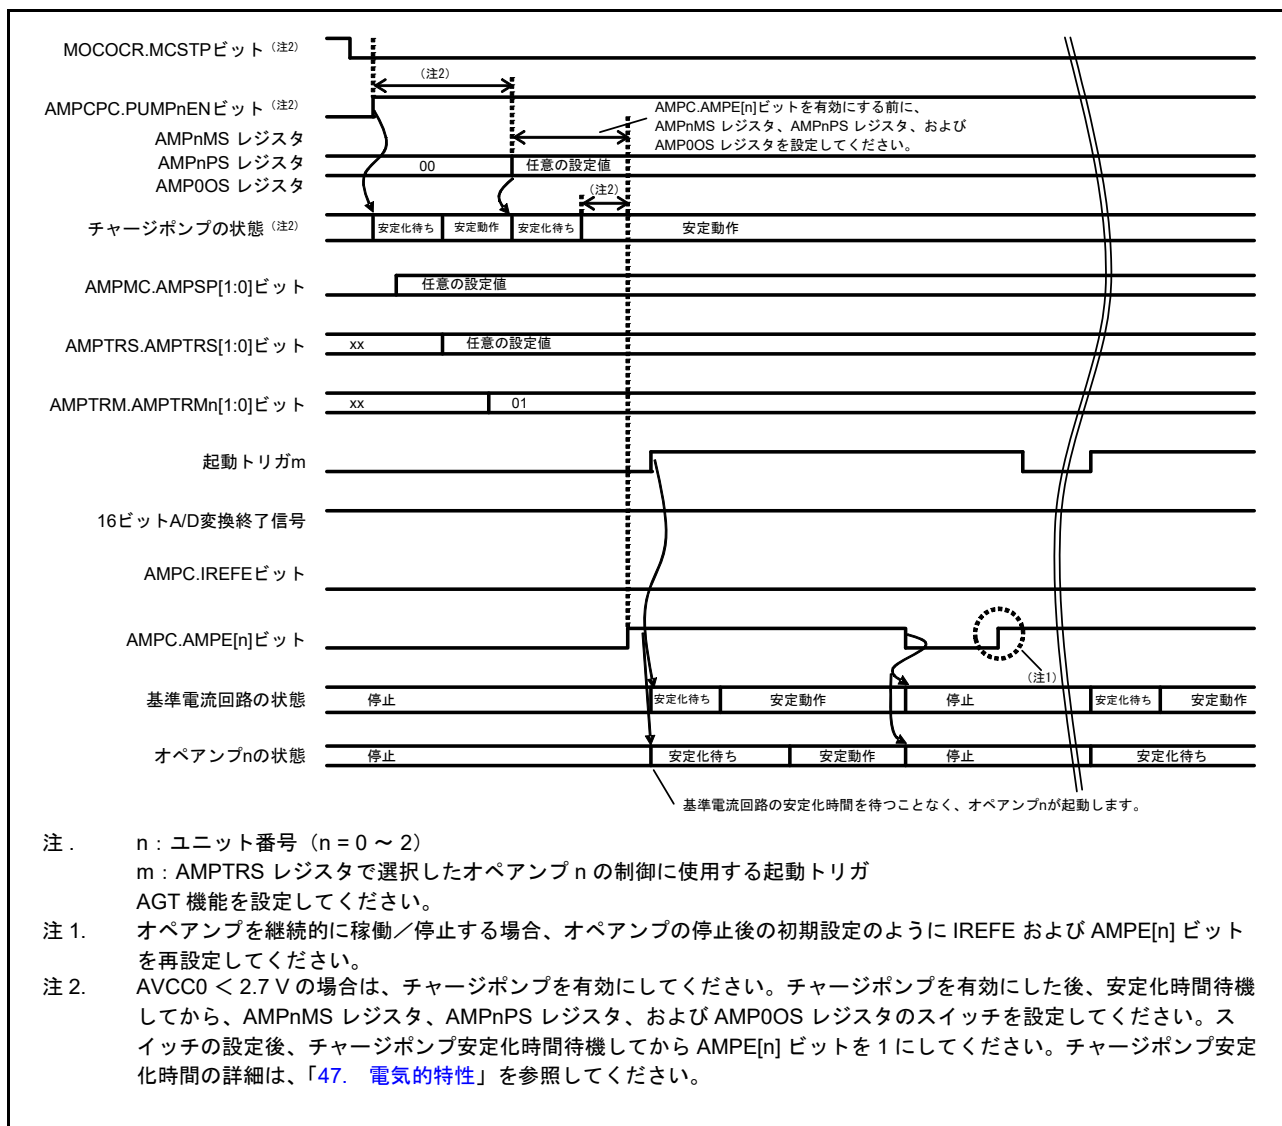 MOCOCR.MCSTPビット（注2）
（注2）
AMPCPC.PUMPnENビット（注2）
AMPC.AMPE[n]ビットを有効にする前に、
AMPnMS レジスタ、AMPnPS レジスタ、および
AMP0OS レジスタを設定してください。
AMPnMS レジスタ
AMPnPS レジスタ
AMP0OS レジスタ
00
任意の設定値
（注2）
チャージポンプの状態（注2）
安定化待ち
安定動作
安定化待ち
安定動作
AMPMC.AMPSP[1:0]ビット
任意の設定値
AMPTRS.AMPTRS[1:0]ビット
xx
任意の設定値
AMPTRM.AMPTRMn[1:0]ビット
xx
01
起動トリガm
16ビットA/D変換終了信号
AMPC.IREFEビット
AMPC.AMPE[n]ビット
（注1）
基準電流回路の状態
停止
安定化待ち
安定動作
停止
安定化待ち
安定動作
オペアンプnの状態
停止
安定化待ち
安定動作
停止
安定化待ち
基準電流回路の安定化時間を待つことなく、オペアンプnが起動します。
注 . n：ユニット番号（n = 0 ～ 2）
m：AMPTRS レジスタで選択したオペアンプ n の制御に使用する起動トリガ
AGT 機能を設定してください。
注 1. オペアンプを継続的に稼働／停止する場合、オペアンプの停止後の初期設定のように IREFE および AMPE[n] ビット
を再設定してください。
注 2. AVCC0 ＜ 2.7 V の場合は、チャージポンプを有効にしてください。チャージポンプを有効にした後、安定化時間待機
してから、AMPnMS レジスタ、AMPnPS レジスタ、および AMP0OS レジスタのスイッチを設定してください。ス
イッチの設定後、チャージポンプ安定化時間待機してから AMPE[n] ビットを 1 にしてください。チャージポンプ安定
化時間の詳細は、「47. 電気的特性」を参照してください。